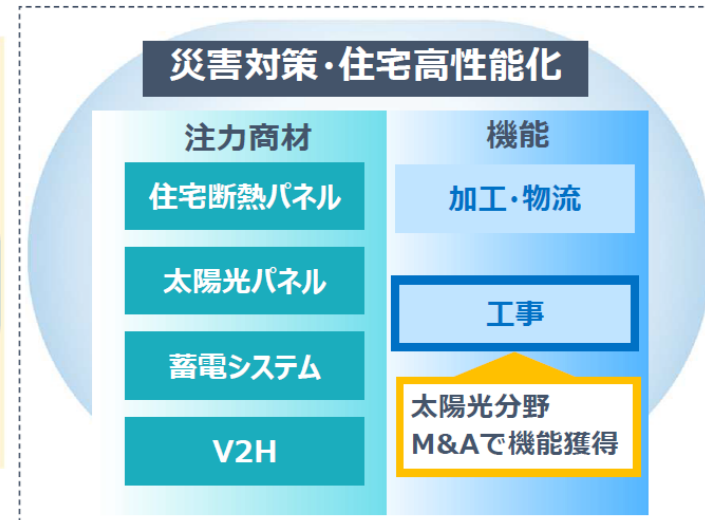 災害対策･住宅高性能化
注力商材
住宅断熱パネル
太陽光パネル
蓄電システム
V2H
機能
加工･物流
工事
太陽光分野
M&Aで機能獲得